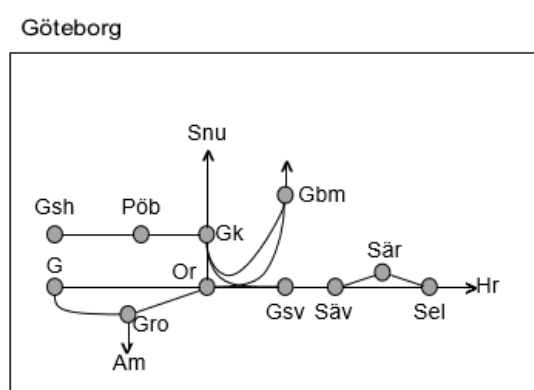 Göteborg
Snu
Gsh
Pöb
Gk
Gbm
G
Or
Sär
Hr
Gro
Gsv
Säv
Sel
Am